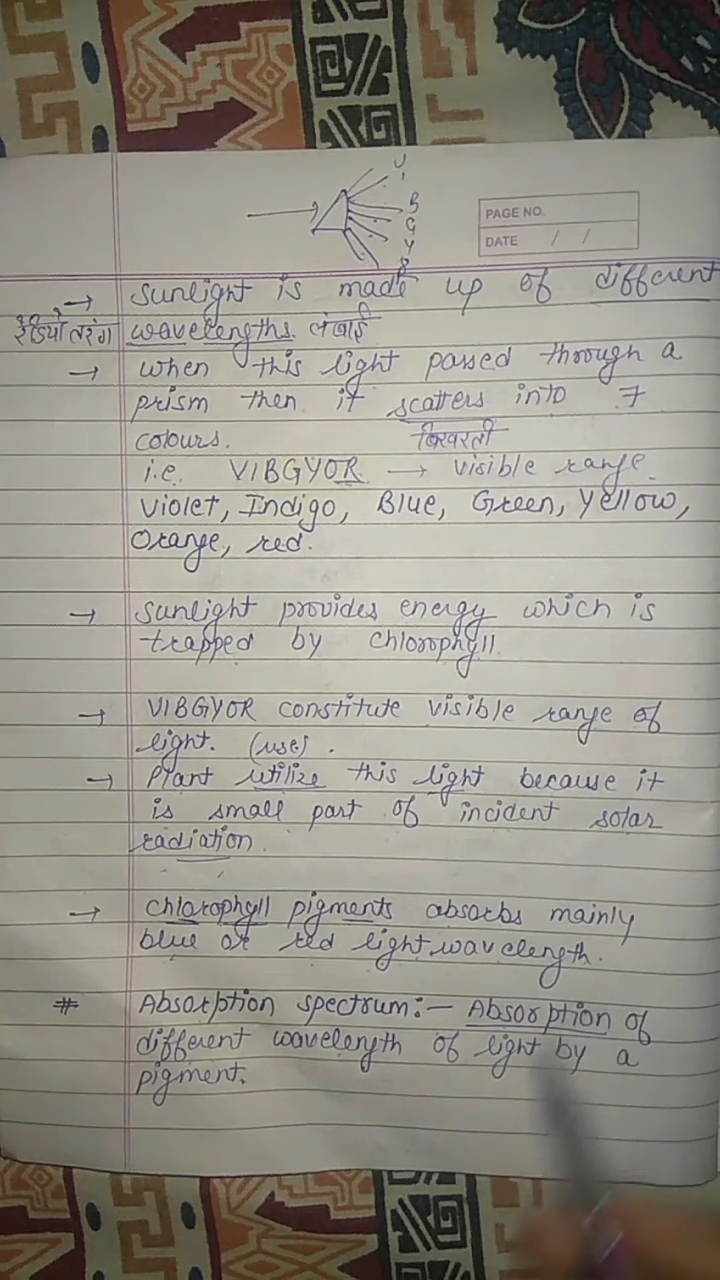 V
I
B
G
Y
R
PAGE NO.
DATE / /
→ Sunlight is made up of different
रेडियो तरंग wavelengths. लंबाई
→ when this light passed through a
prism then it scatters into 7
colours. बिखरती
i.e. VIBGYOR → visible range.
Violet, Indigo, Blue, Green, Yellow,
Orange, red.
→ Sunlight provides energy which is
trapped by chlorophyll.
→ VIBGYOR constitute visible range of
light. (use).
→ Plant utilize this light because it
is small part of incident solar
radiation.
→ Chlorophyll pigments absorbs mainly
blue or red light wavelength.
# Absorption spectrum:- Absorption of
different wavelength of light by a
pigment.